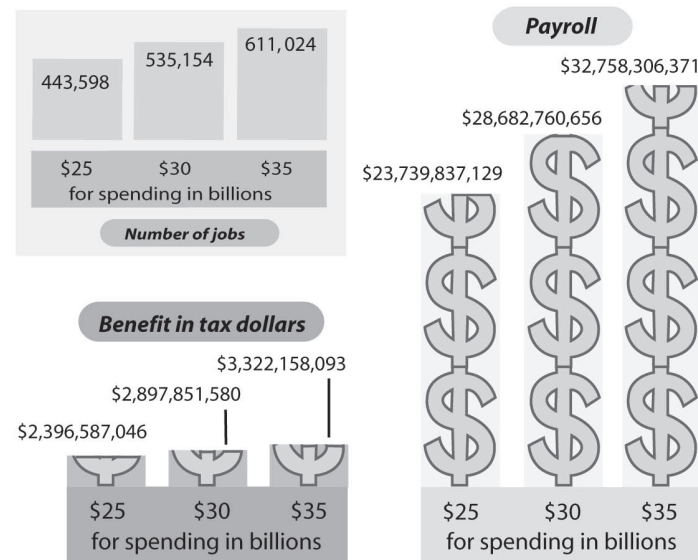 443,598
535,154
611,024
$25 $30 $35
for spending in billions
Number of jobs
Benefit in tax dollars
$3,322,158,093
$2,897,851,580
$2,396,587,046
$25 $30 $35
for spending in billions
Payroll
$32,758,306,371
$28,682,760,656
$23,739,837,129
$25 $30 $35
for spending in billions